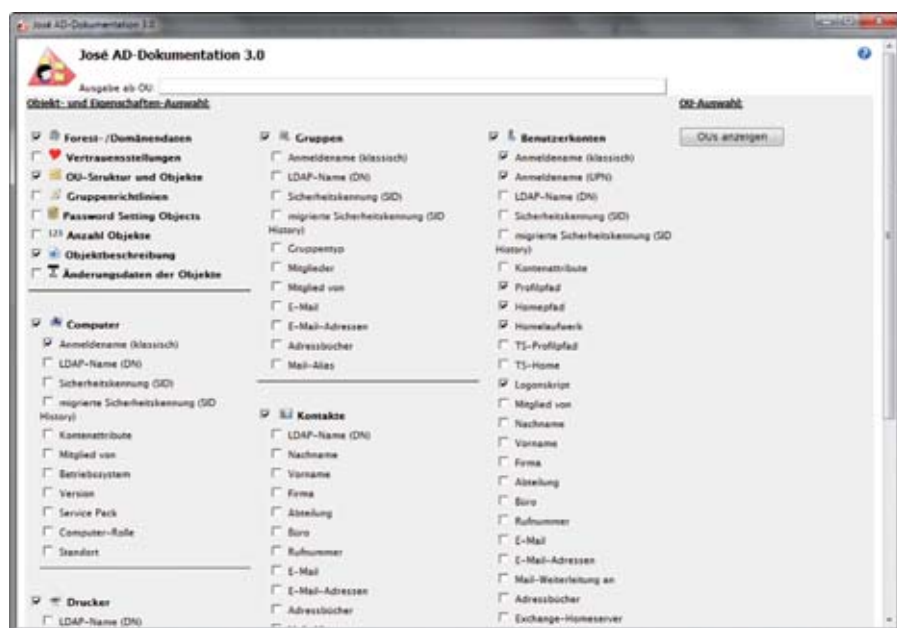 José AD-Dokumentation 3.0
José AD-Dokumentation 3.0
Ausgabe ab OU:
Objekt- und Eigenschaften-Auswahl:
Forest-/Domänendaten
Vertrauensstellungen
OU-Struktur und Objekte
Gruppenrichtlinien
Password Setting Objects
123 Anzahl Objekte
Objektbeschreibung
Änderungsdaten der Objekte
Computer
Anmeldename (klassisch)
LDAP-Name (DN)
Sicherheitskennung (SID)
migrierte Sicherheitskennung (SID
History)
Kontenattribute
Mitglied von
Betriebssystem
Version
Service Pack
Computer-Rolle
Standort
Drucker
LDAP-Name (DN)
Gruppen
Anmeldename (klassisch)
LDAP-Name (DN)
Sicherheitskennung (SID)
migrierte Sicherheitskennung (SID
History)
Gruppentyp
Mitglieder
Mitglied von
E-Mail
E-Mail-Adressen
Adressbücher
Mail-Alias
Kontakte
LDAP-Name (DN)
Nachname
Vorname
Firma
Abteilung
Büro
Rufnummer
E-Mail
E-Mail-Adressen
Adressbücher
Benutzerkonten
Anmeldename (klassisch)
Anmeldename (UPN)
LDAP-Name (DN)
Sicherheitskennung (SID)
migrierte Sicherheitskennung (SID
History)
Kontenattribute
Profilpfad
Homepfad
Homelaufwerk
TS-Profilpfad
TS-Home
Logonskript
Mitglied von
Nachname
Vorname
Firma
Abteilung
Büro
Rufnummer
E-Mail
E-Mail-Adressen
Mail-Weiterleitung an
Adressbücher
Exchange-Homeserver
OU-Auswahl:
OUs anzeigen